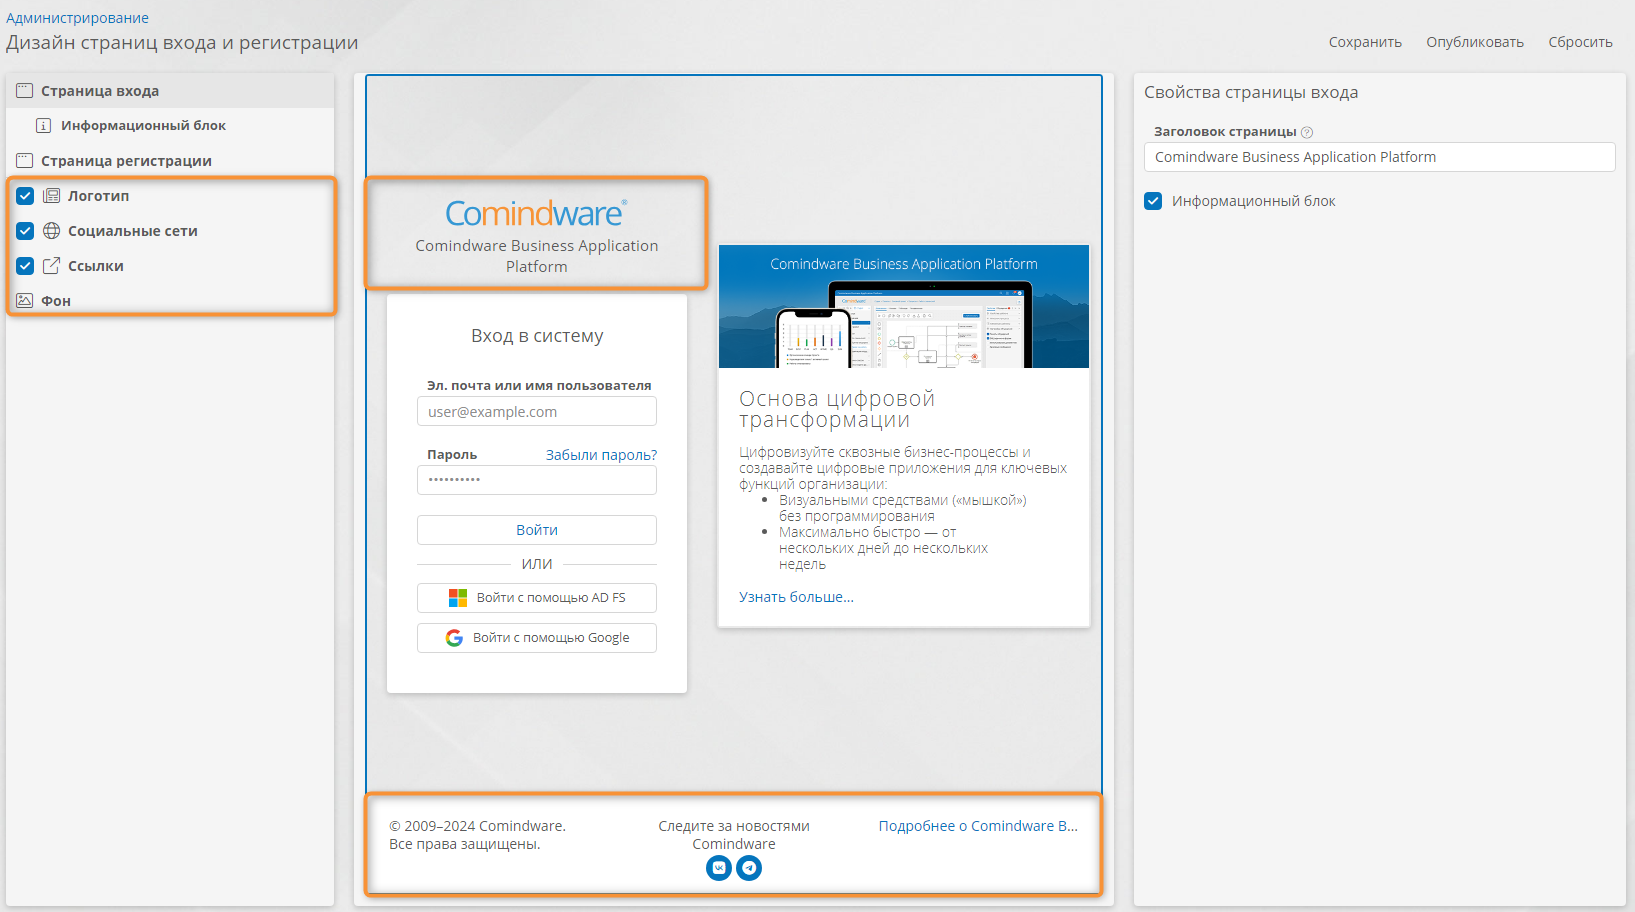 Администрирование
Дизайн страниц входа и регистрации
Сохранить Опубликовать Сбросить
Страница входа
Информационный блок
Страница регистрации
Логотип
Социальные сети
Ссылки
Фон
Comindware®
Comindware Business Application
Platform
Вход в систему
Эл. почта или имя пользователя
user@example.com
Пароль Забыли пароль?
Войти
ИЛИ
Войти с помощью AD FS
Войти с помощью Google
Comindware Business Application Platform
Основа цифровой
трансформации
Цифровизуйте сквозные бизнес-процессы и
создавайте цифровые приложения для ключевых
функций организации:
Визуальными средствами («мышкой»)
без программирования
Максимально быстро — от
нескольких дней до нескольких
недель
Узнать больше...
© 2009–2024 Comindware.
Все права защищены.
Следите за новостями
Comindware
Подробнее о Comindware B...
Свойства страницы входа
Заголовок страницы
Comindware Business Application Platform
Информационный блок